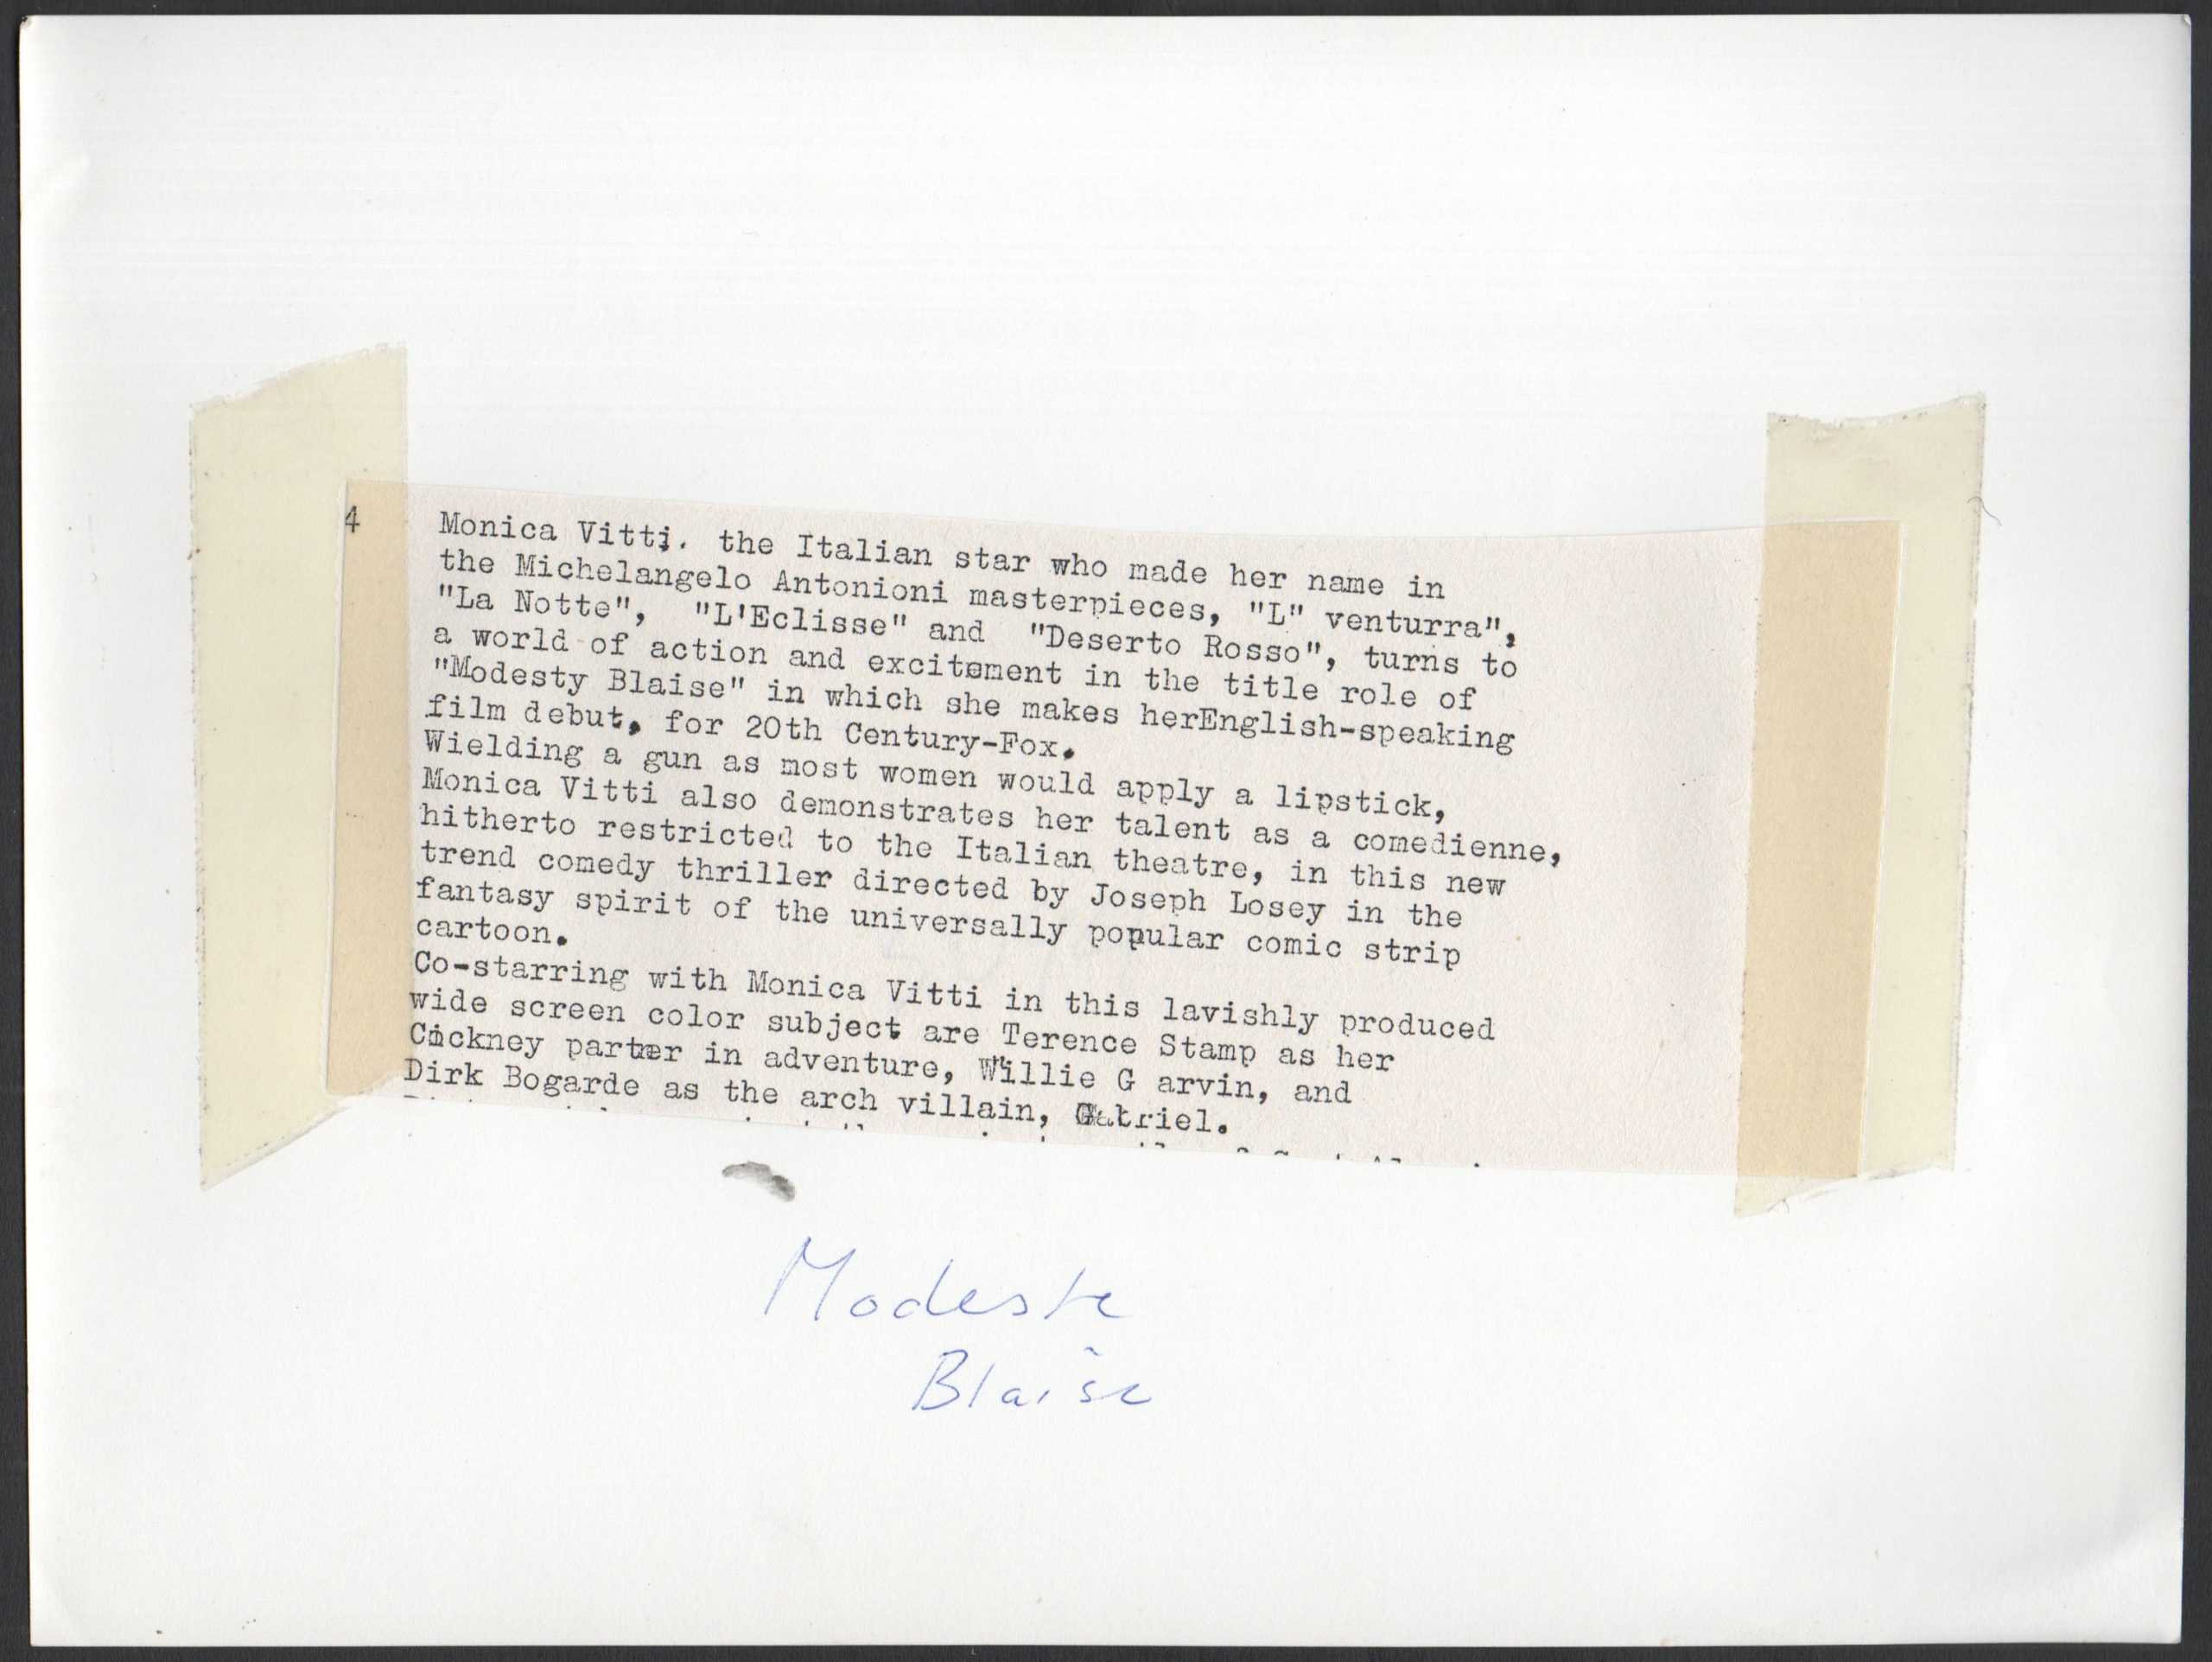 4
Monica Vitti. the Italian star who made her name in
the Michelangelo Antonioni masterpieces, "L" venturra",
"La Notte", "L'Eclisse" and "Deserto Rosso", turns to
a world of action and excitement in the title role of
"Modesty Blaise" in which she makes herEnglish-speaking
film debut, for 20th Century-Fox.
Wielding a gun as most women would apply a lipstick,
Monica Vitti also demonstrates her talent as a comedienne,
hitherto restricted to the Italian theatre, in this new
trend comedy thriller directed by Joseph Losey in the
fantasy spirit of the universally popular comic strip
cartoon.
Co-starring with Monica Vitti in this lavishly produced
wide screen color subject are Terence Stamp as her
Cockney partner in adventure, Willie G arvin, and
Dirk Bogarde as the arch villain, Gabriel.
Modeste
Blaise